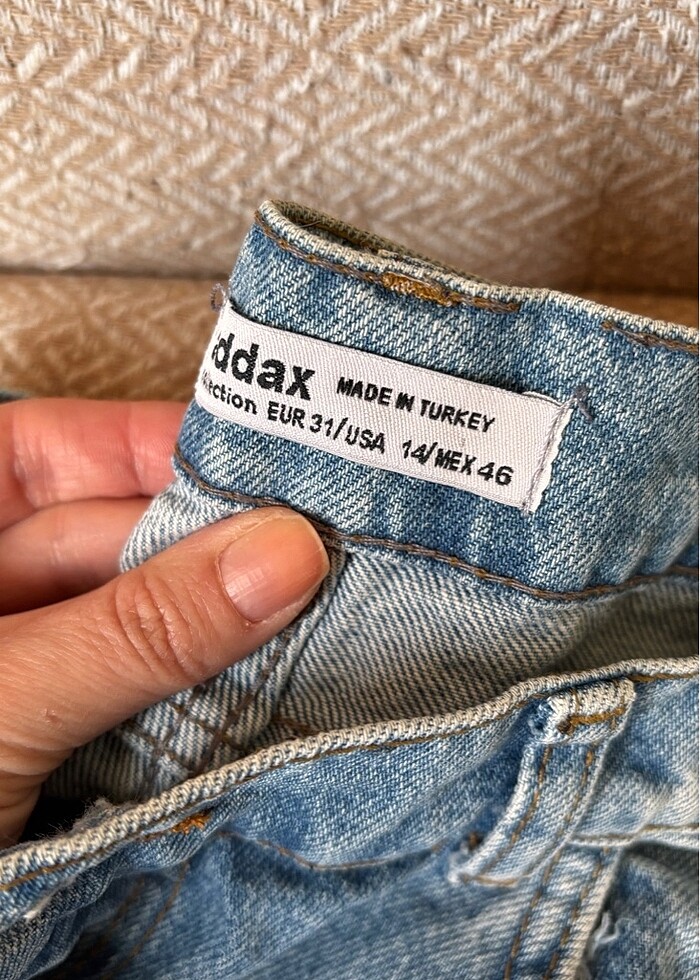 ddax MADE IN TURKEY
ection EUR 31/USA 14/MEX 46